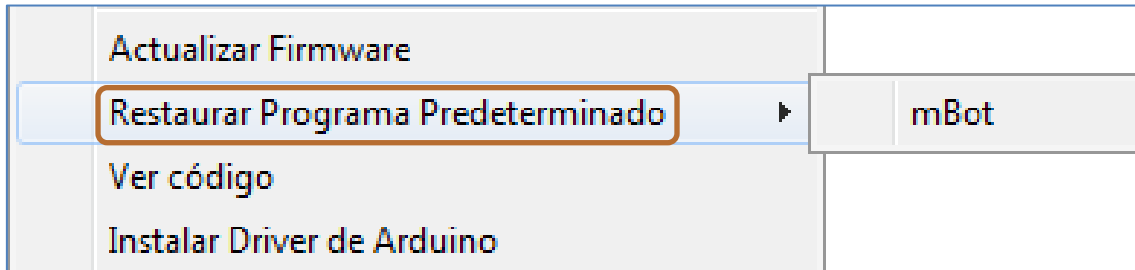 Actualizar Firmware
Restaurar Programa Predeterminado mBot
Ver código
Instalar Driver de Arduino